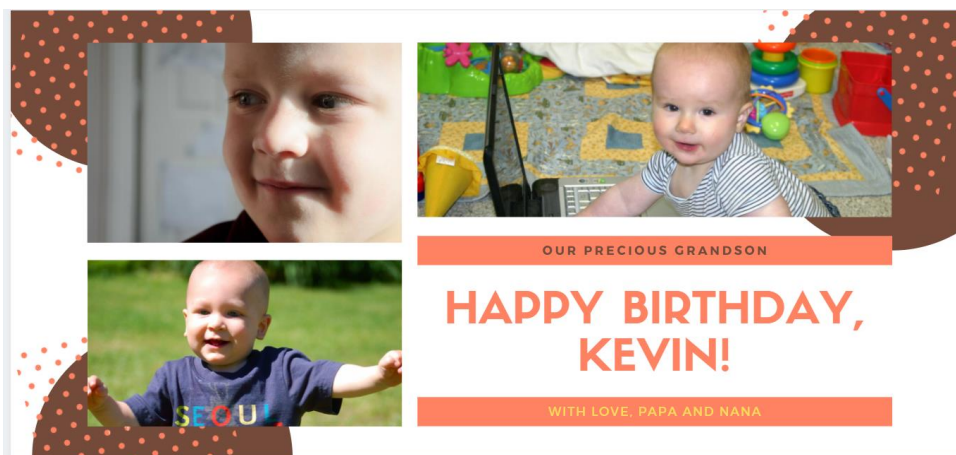 OUR PRECIOUS GRANDSON
HAPPY BIRTHDAY,
KEVIN!
WITH LOVE, PAPA AND NANA
SEOUL